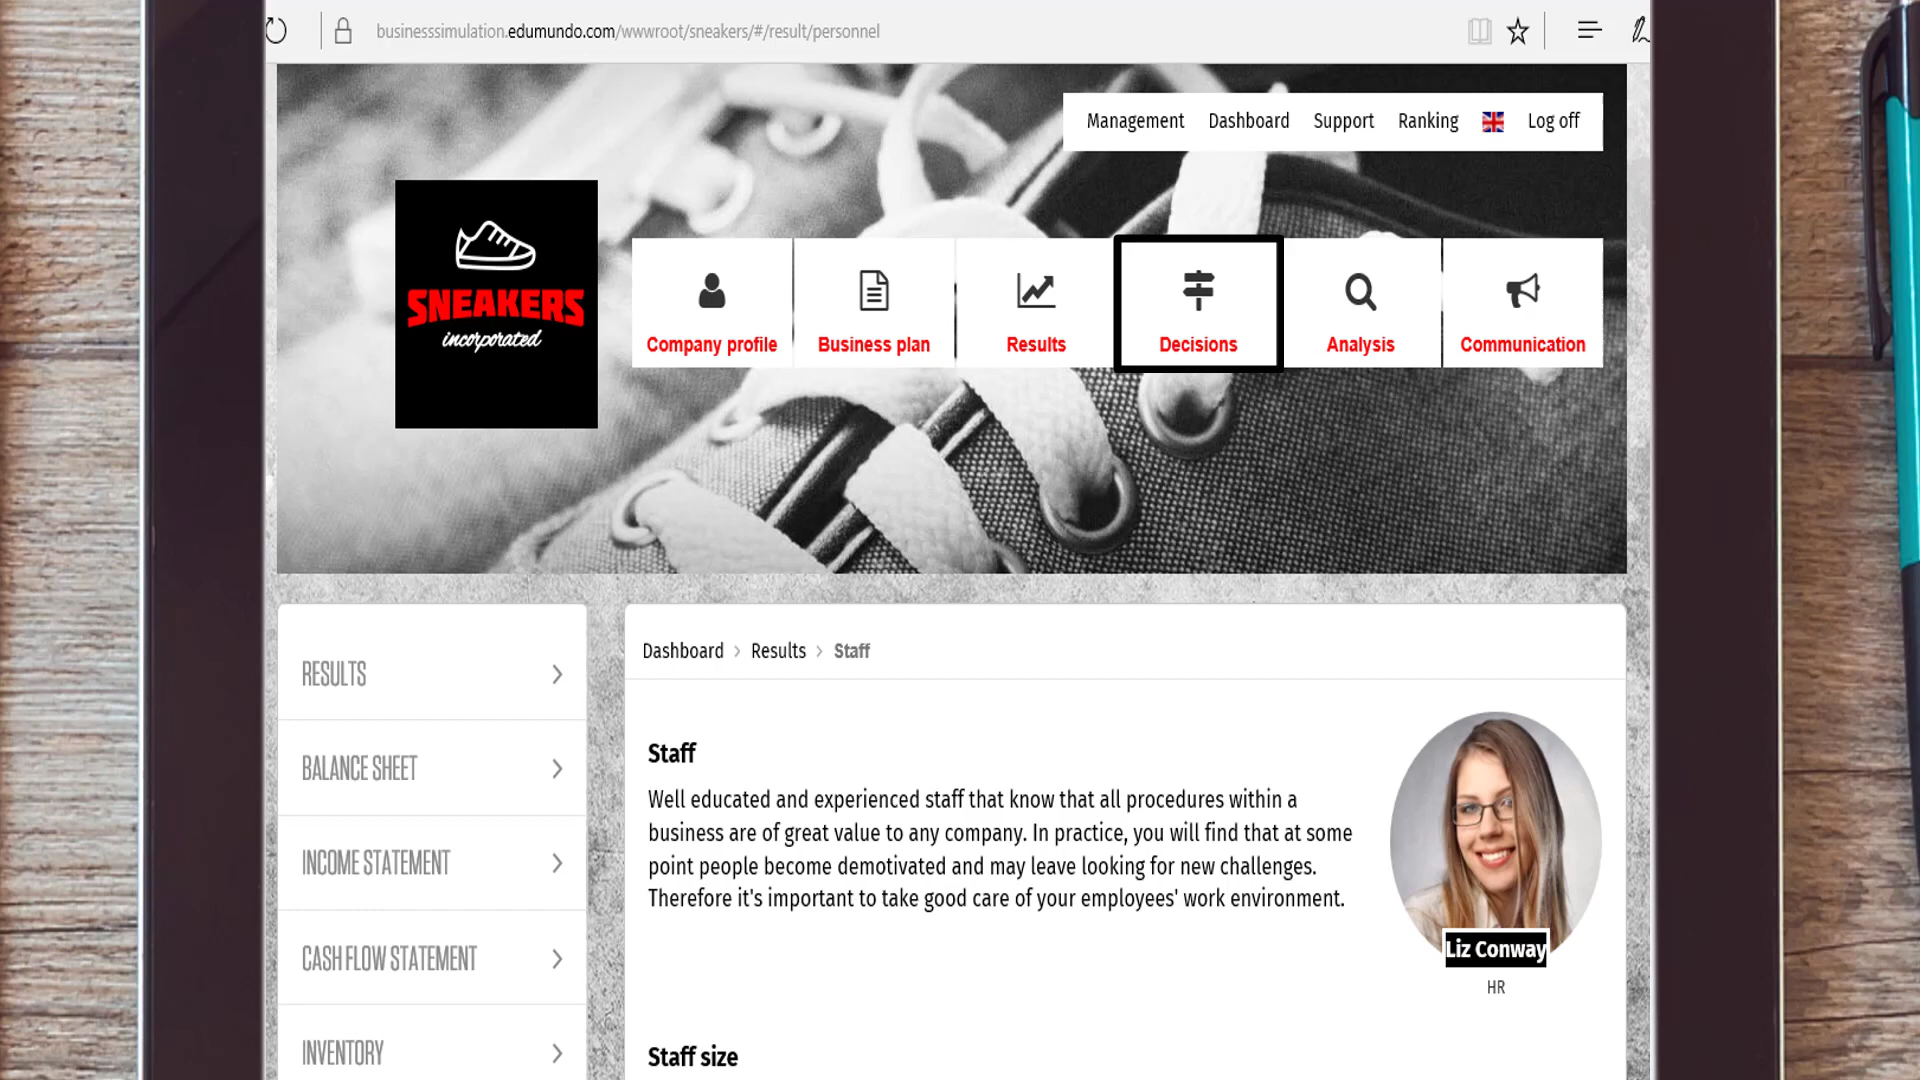 businesssimulation.edumundo.com/wwwroot/sneakers/#/result/personnel
Management Dashboard Support Ranking Log off
SNEAKERS
incorporated
Company profile Business plan Results Decisions Analysis Communication
RESULTS
BALANCE SHEET
INCOME STATEMENT
CASH FLOW STATEMENT
INVENTORY
Dashboard > Results > Staff
Staff
Well educated and experienced staff that know that all procedures within a
business are of great value to any company. In practice, you will find that at some
point people become demotivated and may leave looking for new challenges.
Therefore it's important to take good care of your employees' work environment.
Liz Conway
HR
Staff size